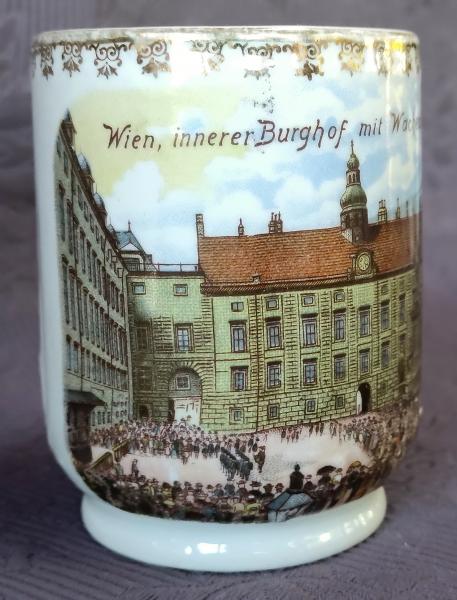 Wien, innerer Burghof mit